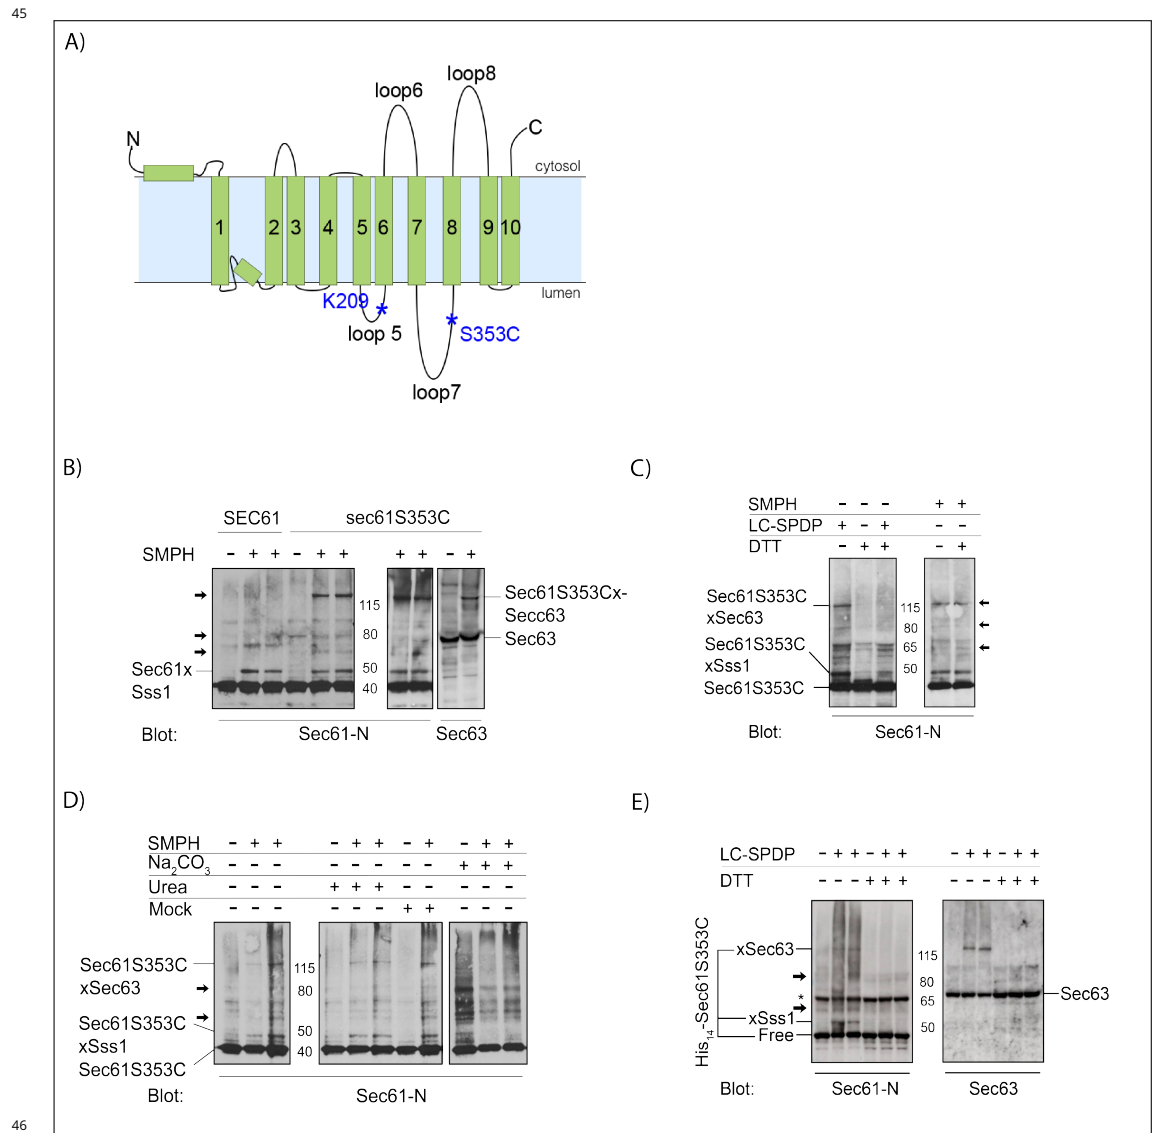 45
A)
loop8
loop6
N
C
cytosol
1 2 3 4 5 6 7 8 9 10
lumen
K209
*
*
S353C
loop 5
loop7
B)
SEC61 sec61S353C
SMPH - + + - + + + + - +
115
80
50
40
Sec61x
Sss1
Sec61S353Cx-
Secc63
Sec63
Blot: Sec61-N Sec63
C)
SMPH - - - + +
LC-SPDP + - + - -
DTT - + + - +
Sec61S353C
xSec63
Sec61S353C
xSss1
Sec61S353C
115
80
65
50
Blot: Sec61-N
D)
SMPH - + + - + + - + - + +
Na2CO3 - - - - - - - - + + +
Urea - - - + + + - - - - -
Mock - - - - - - + + - - -
Sec61S353C
xSec63
Sec61S353C
xSss1
Sec61S353C
115
80
50
40
Blot: Sec61-N
E)
LC-SPDP - + + - + + - + + - + +
DTT - - - + + + - - - + + +
His14-Sec61S353C
xSec63
*
xSss1
Free
115
80
65
50
Sec63
Blot: Sec61-N Sec63
46